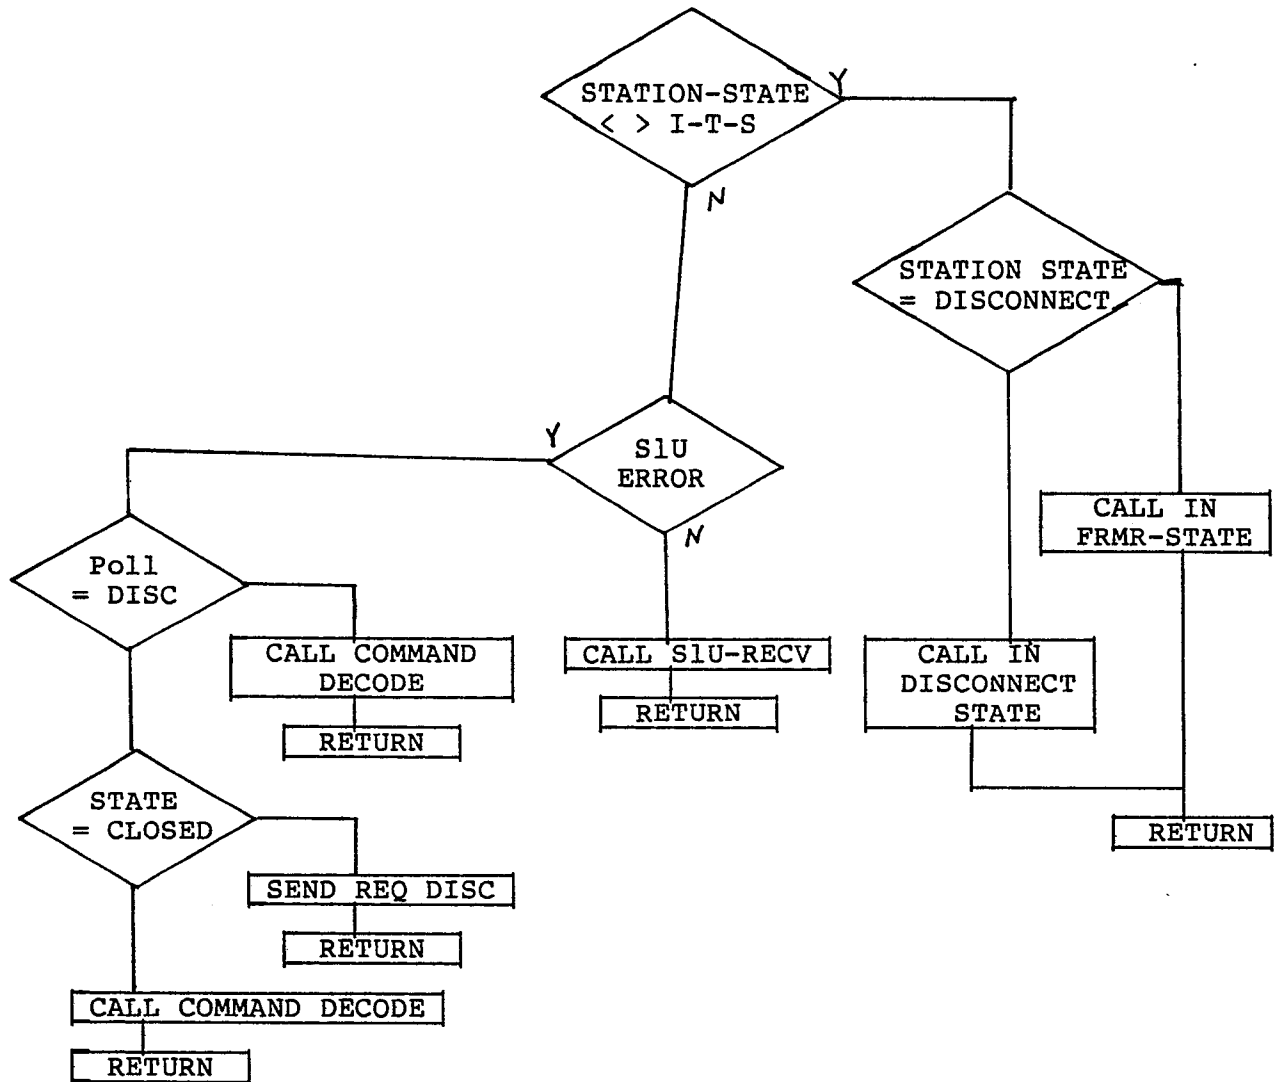 STATION-STATE
< > I-T-S
Y
N
STATION STATE
= DISCONNECT
Y
S1U
ERROR
N
CALL IN
FRMR-STATE
Poll
= DISC
CALL COMMAND
DECODE
RETURN
CALL S1U-RECV
RETURN
CALL IN
DISCONNECT
STATE
RETURN
STATE
= CLOSED
SEND REQ DISC
RETURN
CALL COMMAND DECODE
RETURN